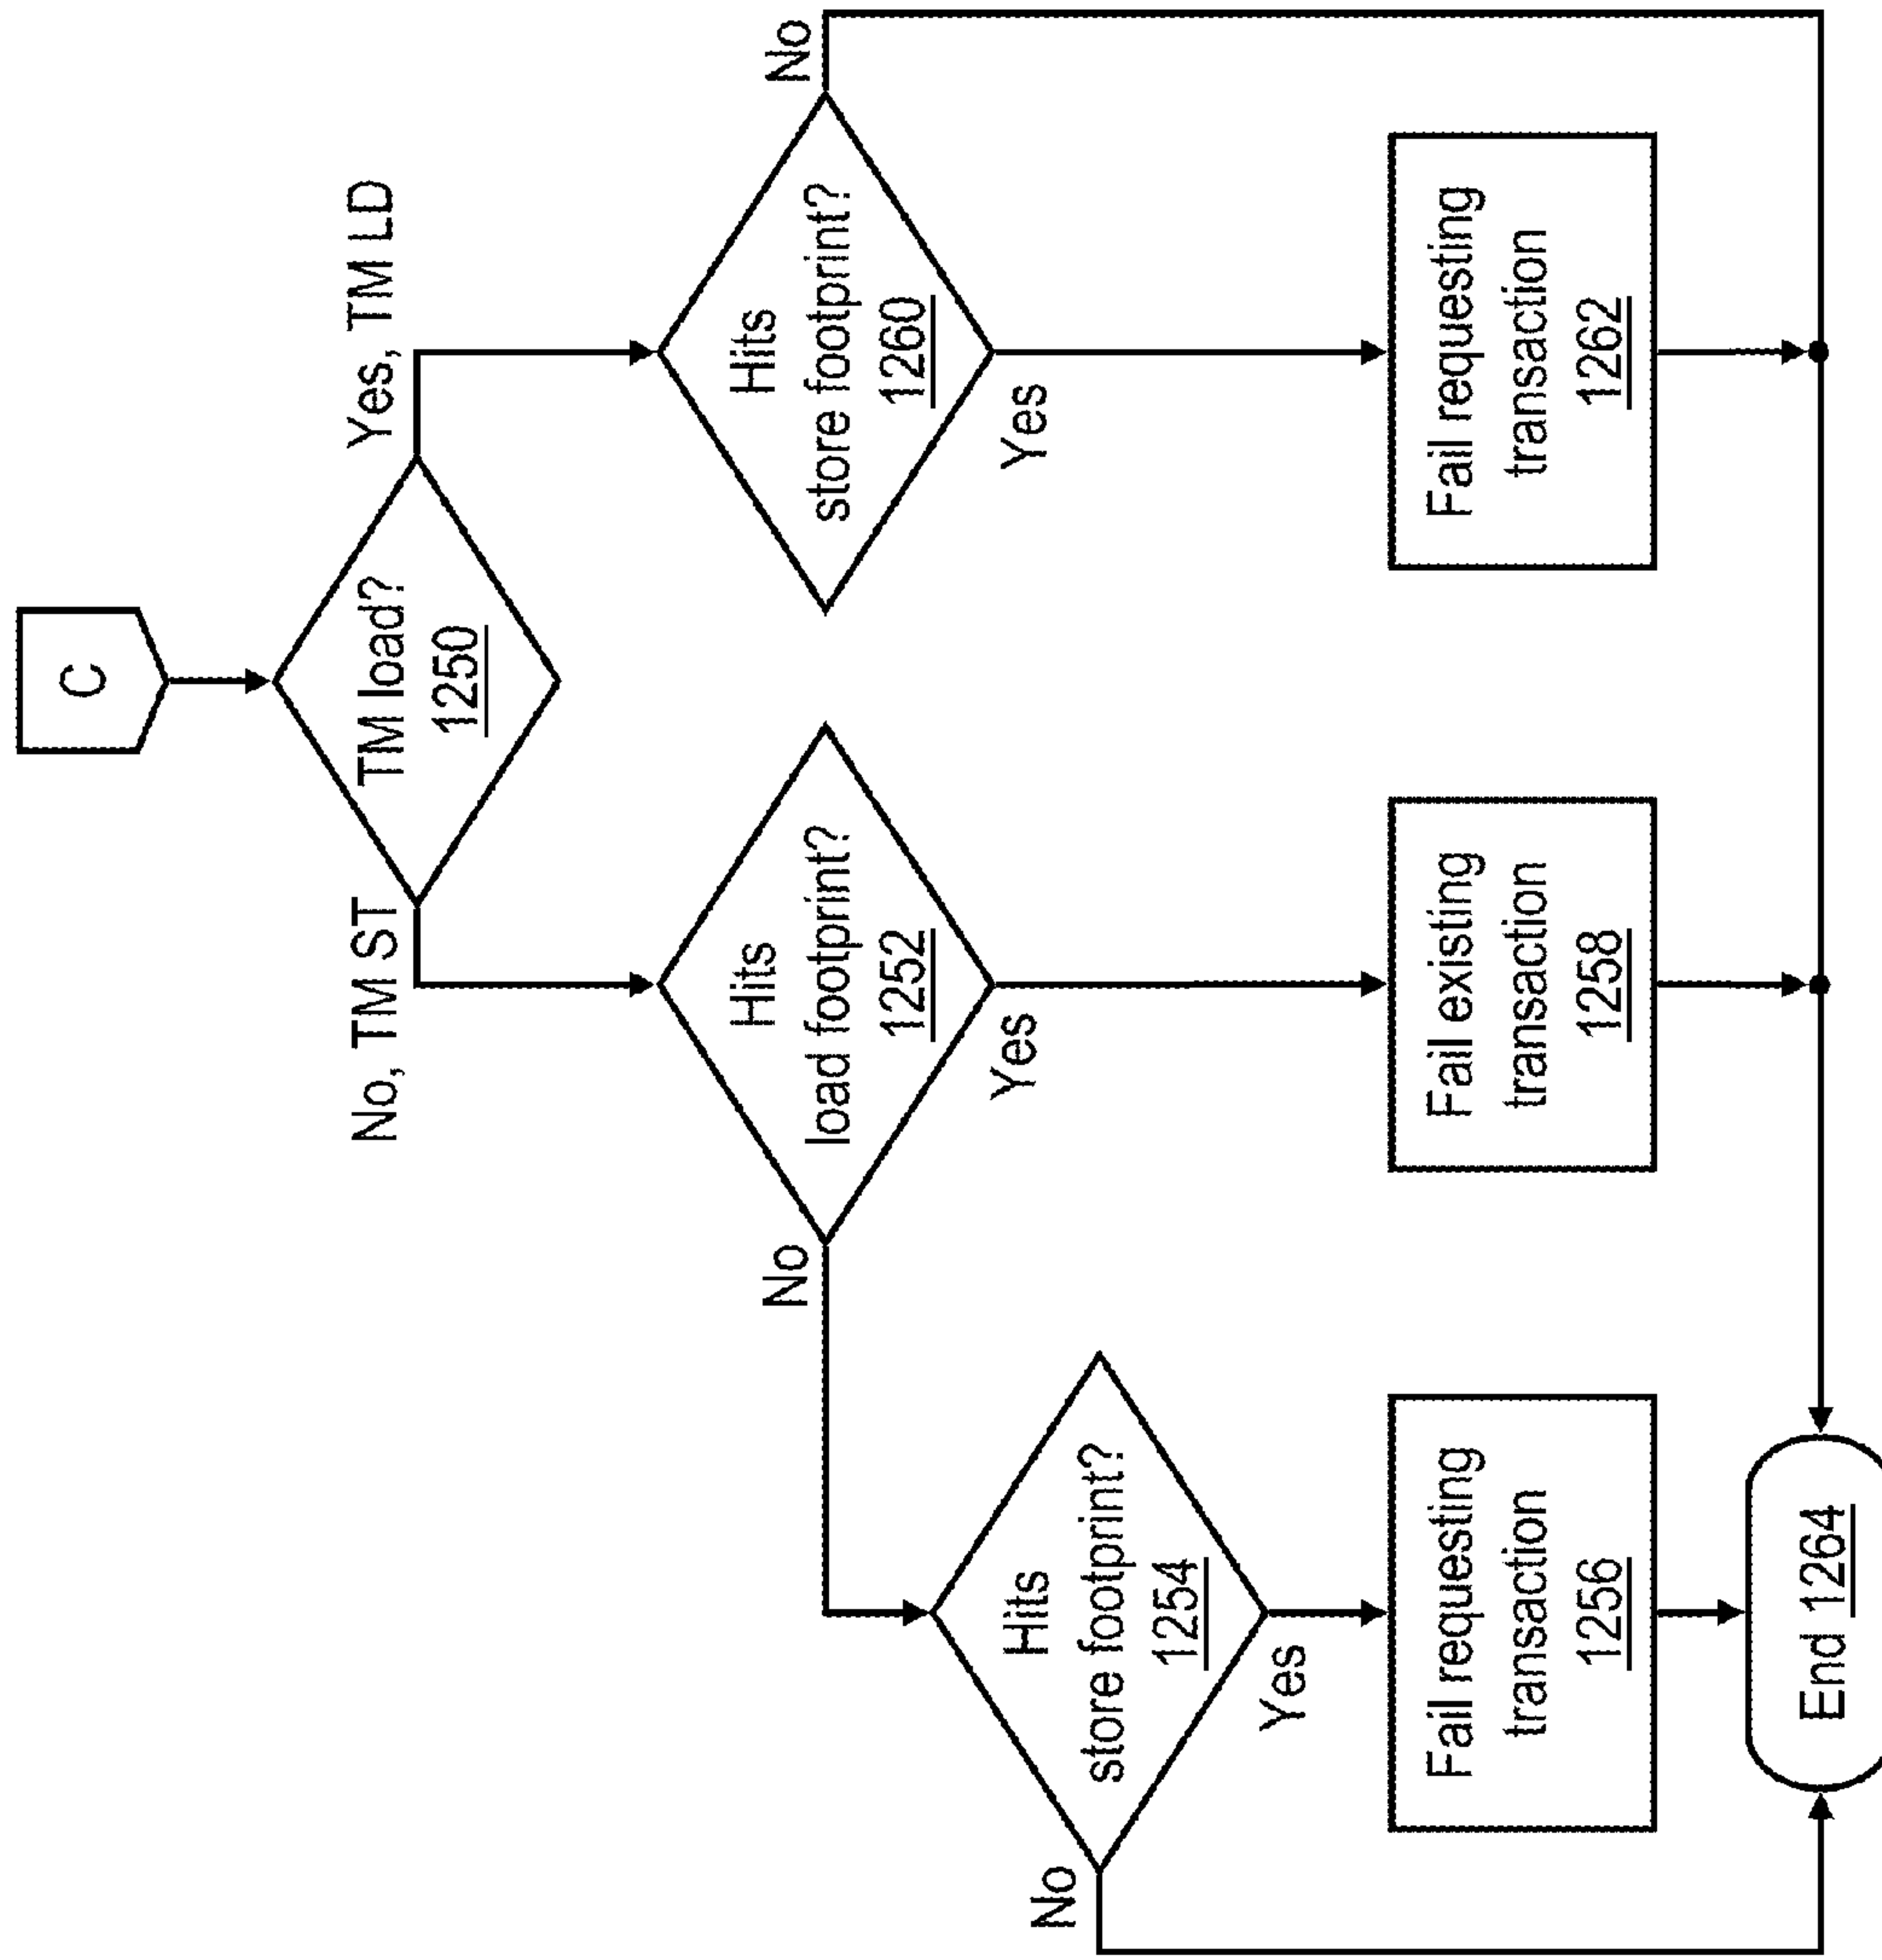 C
TM load?
1250
No, TM ST
Yes, TM LD
Hits
load footprint?
1252
No
Yes
Hits
store footprint?
1260
No
Yes
Hits
store footprint?
1254
No
Yes
Fail requesting
transaction
1256
Fail existing
transaction
1258
Fail requesting
transaction
1262
End 1264